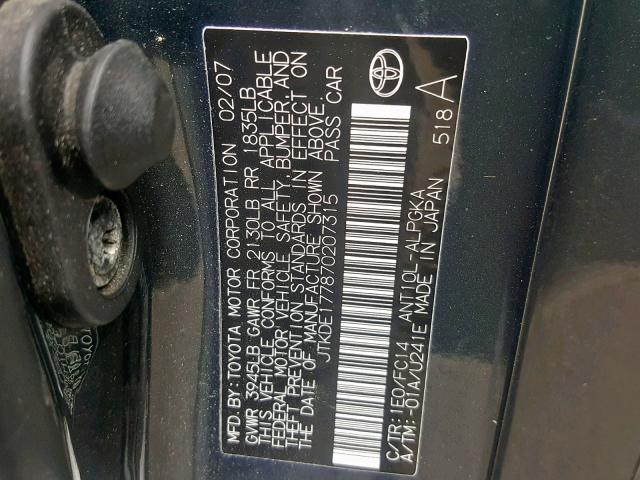 MFD.BY:TOYOTA MOTOR CORPORATION 02/07
GVWR 3945LB GAWR FR 2130LB RR 1835LB
THIS VEHICLE CONFORMS TO ALL APPLICABLE
FEDERAL MOTOR VEHICLE SAFETY,BUMPER,AND
THEFT PREVENTION STANDARDS IN EFFECT ON
THE DATE OF MANUFACTURE SHOWN ABOVE.
JTKDE177870207315 PASS CAR
C/TR:1E0/FC14 ANT10L-ALPGKA
A/TM:-01A/U241E MADE IN JAPAN 518 A